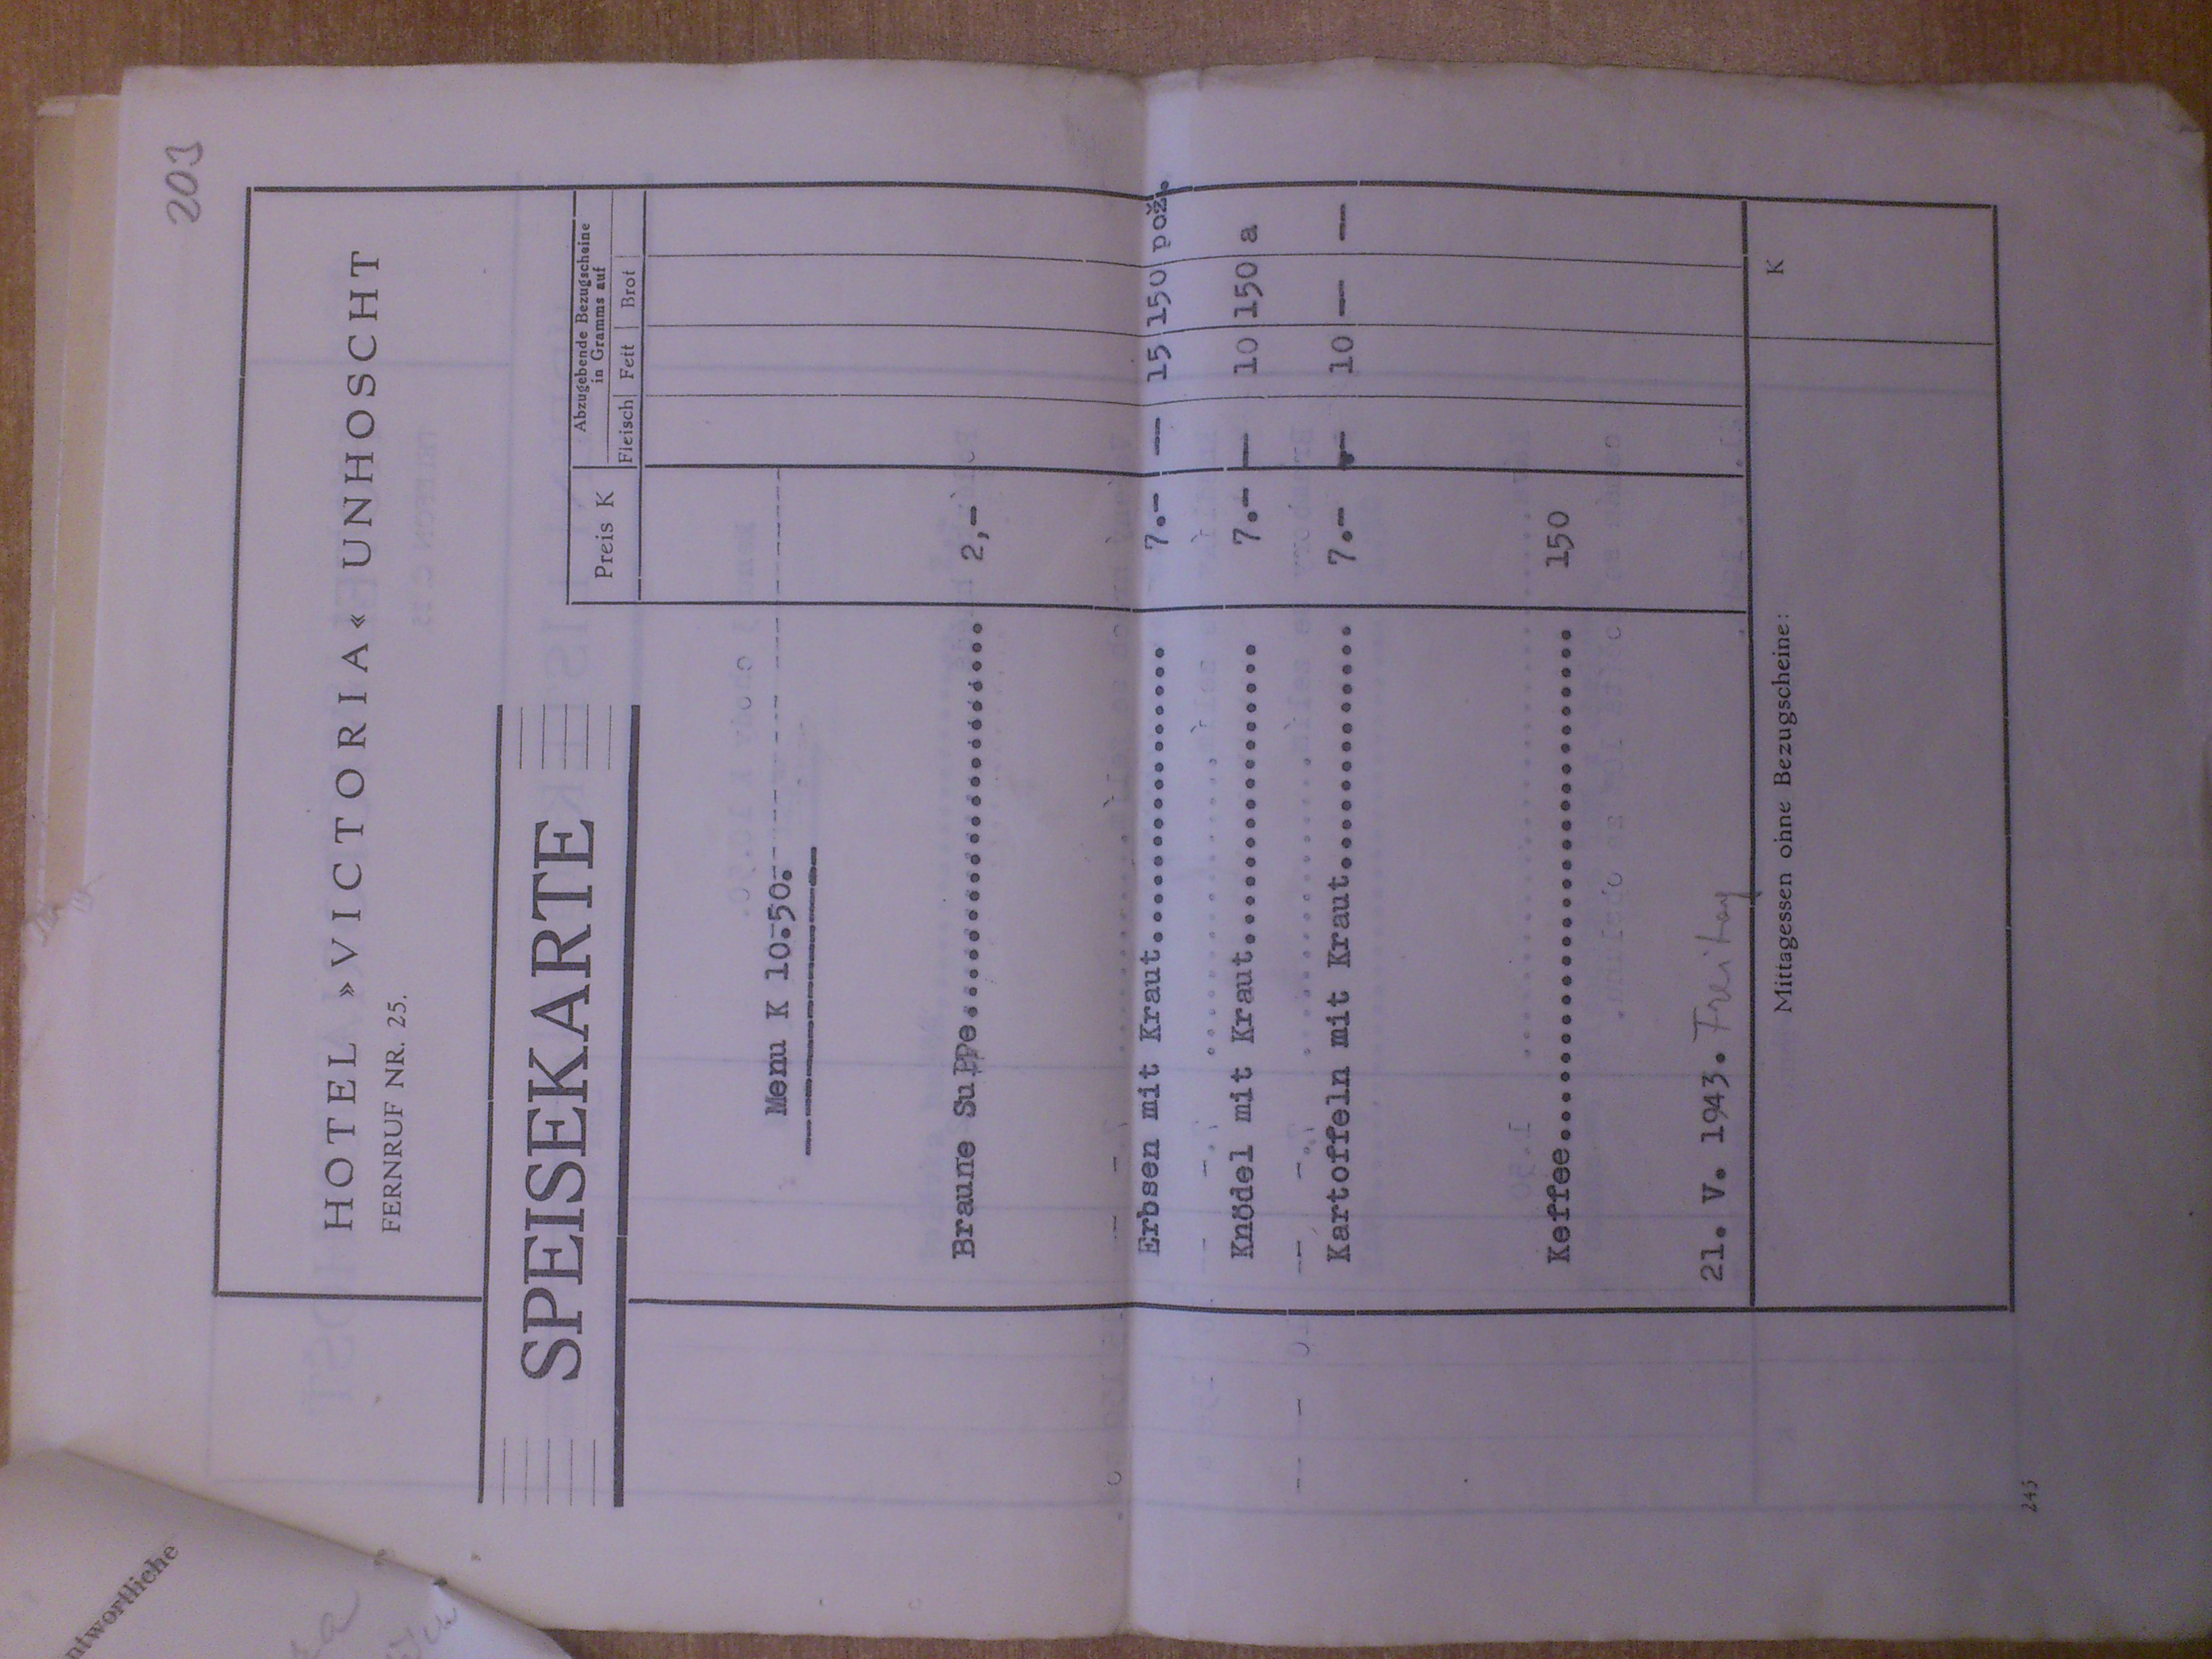 antwortliche
203
HOTEL »VICTORIA« UNHOSCHT
FERNRUF NR. 25.
SPEISEKARTE
Preis K
Abzugebende Bezugscheine
in Gramms auf
Fleisch Fett Brot
Menu K 10.50.
Braune Suppe..................... 2,-
Erbsen mit Kraut................ 7.- -- 15 150 pož.
Knödel mit Kraut................ 7.- -- 10 150 a
Kartoffeln mit Kraut............. 7.- -- 10 -- --
Keffee........................... 150
21. V. 1943. Freitag
Mittagessen ohne Bezugscheine: K
245